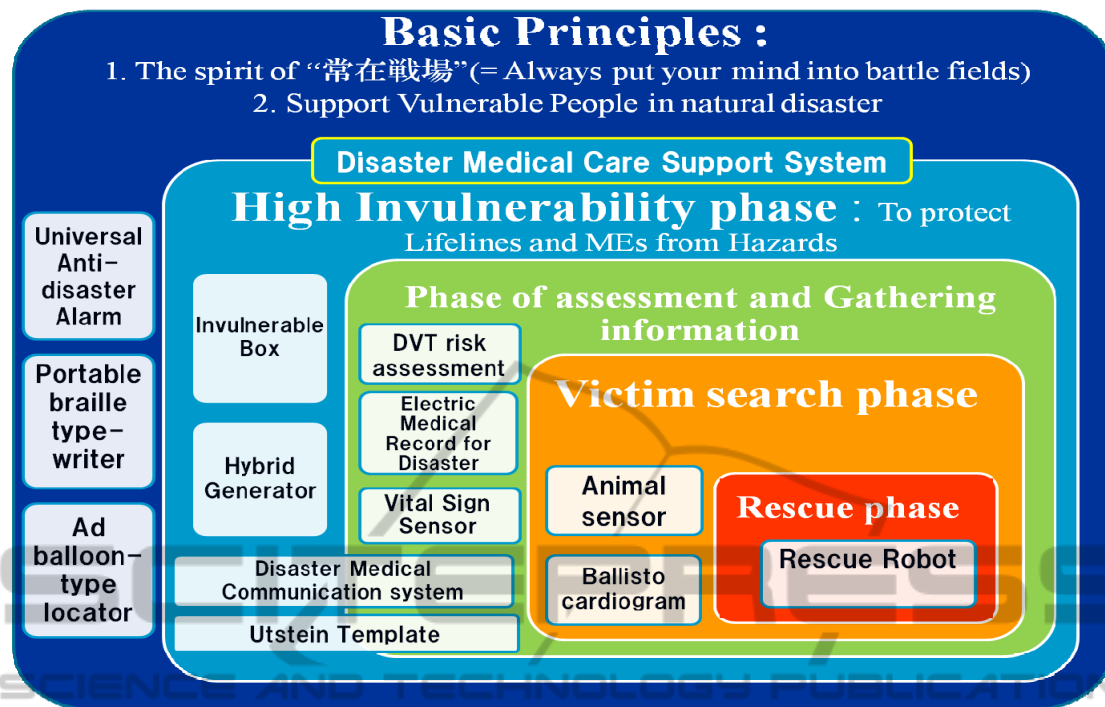 Basic Principles :
1. The spirit of “常在戦場”(= Always put your mind into battle fields)
2. Support Vulnerable People in natural disaster
Disaster Medical Care Support System
High Invulnerability phase : To protect
Lifelines and MEs from Hazards
Universal
Anti-
disaster
Alarm
Portable
braille
type-
writer
Ad
balloon-
type
locator
Invulnerable
Box
Hybrid
Generator
Phase of assessment and Gathering
information
DVT risk
assessment
Electric
Medical
Record for
Disaster
Vital Sign
Sensor
Disaster Medical
Communication system
Utstein Template
Victim search phase
Animal
sensor
Ballisto
cardiogram
Rescue phase
Rescue Robot
SCITEPRESS
SCIENCE AND TECHNOLOGY PUBLICATION